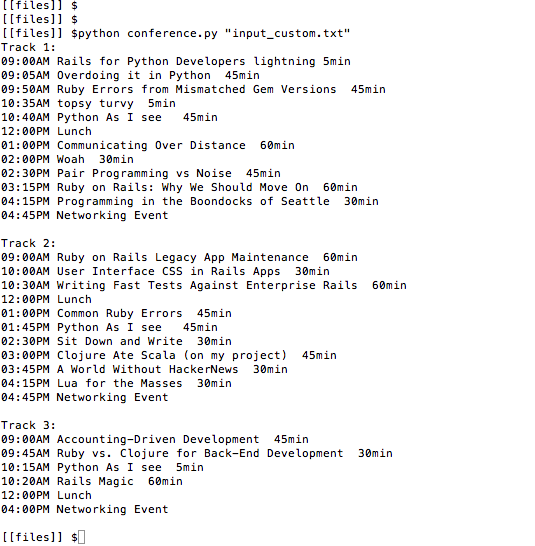 [[files]] $
[[files]] $
[[files]] $python conference.py "input_custom.txt"
Track 1:
09:00AM Rails for Python Developers lightning 5min
09:05AM Overdoing it in Python  45min
09:50AM Ruby Errors from Mismatched Gem Versions  45min
10:35AM topsy turvy  5min
10:40AM Python As I see   45min
12:00PM Lunch
01:00PM Communicating Over Distance  60min
02:00PM Woah  30min
02:30PM Pair Programming vs Noise  45min
03:15PM Ruby on Rails: Why We Should Move On  60min
04:15PM Programming in the Boondocks of Seattle  30min
04:45PM Networking Event

Track 2:
09:00AM Ruby on Rails Legacy App Maintenance  60min
10:00AM User Interface CSS in Rails Apps  30min
10:30AM Writing Fast Tests Against Enterprise Rails  60min
12:00PM Lunch
01:00PM Common Ruby Errors  45min
01:45PM Python As I see   45min
02:30PM Sit Down and Write  30min
03:00PM Clojure Ate Scala (on my project)  45min
03:45PM A World Without HackerNews  30min
04:15PM Lua for the Masses  30min
04:45PM Networking Event

Track 3:
09:00AM Accounting-Driven Development  45min
09:45AM Ruby vs. Clojure for Back-End Development  30min
10:15AM Python As I see  5min
10:20AM Rails Magic  60min
12:00PM Lunch
04:00PM Networking Event

[[files]] $